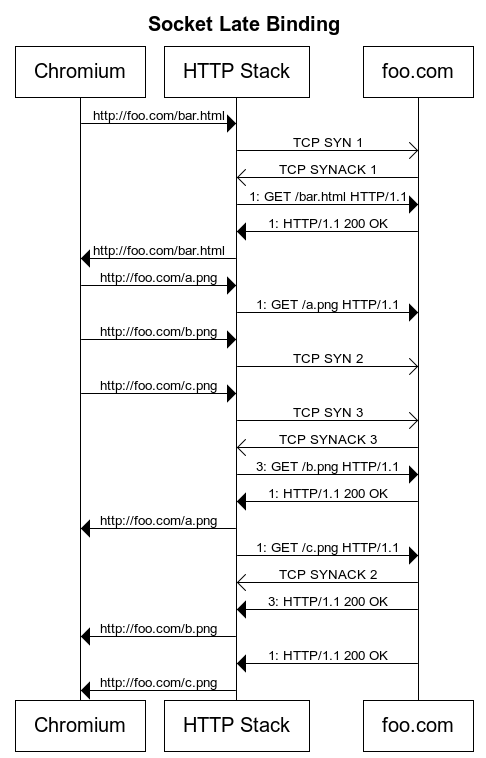 Socket Late Binding
Chromium HTTP Stack foo.com
http://foo.com/bar.html
TCP SYN 1
TCP SYNACK 1
1: GET /bar.html HTTP/1.1
1: HTTP/1.1 200 OK
http://foo.com/bar.html
http://foo.com/a.png
1: GET /a.png HTTP/1.1
http://foo.com/b.png
TCP SYN 2
http://foo.com/c.png
TCP SYN 3
TCP SYNACK 3
3: GET /b.png HTTP/1.1
1: HTTP/1.1 200 OK
http://foo.com/a.png
1: GET /c.png HTTP/1.1
TCP SYNACK 2
3: HTTP/1.1 200 OK
http://foo.com/b.png
1: HTTP/1.1 200 OK
http://foo.com/c.png
Chromium HTTP Stack foo.com